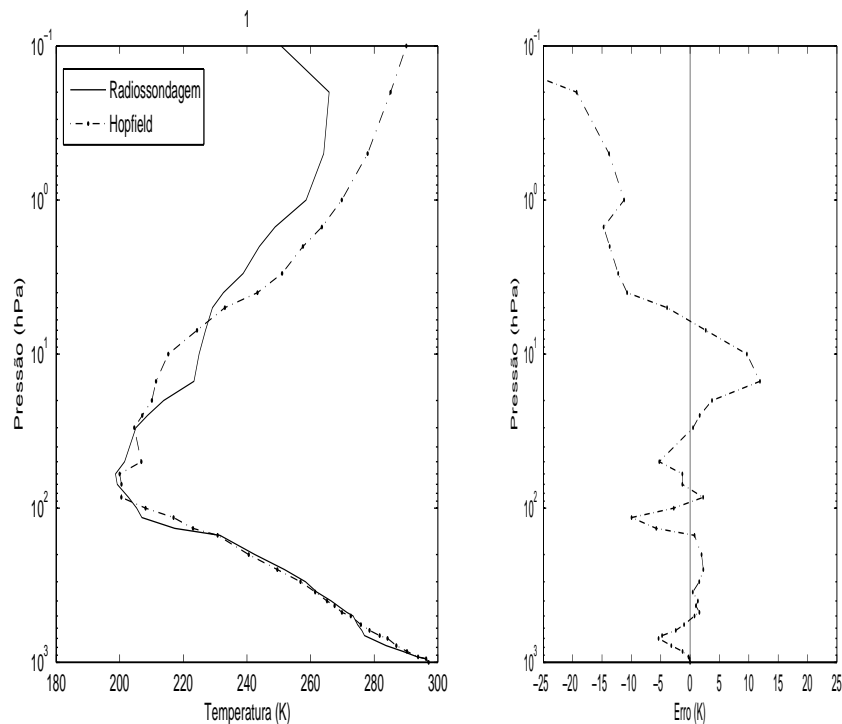 1
10^-1
10^0
10^1
10^2
10^3
Pressão (hPa)
Radiossondagem
Hopfield
180 200 220 240 260 280 300
Temperatura (K)
10^-1
10^0
10^1
10^2
10^3
Pressão (hPa)
−25 −20 −15 −10 −5 0 5 10 15 20 25
Erro (K)